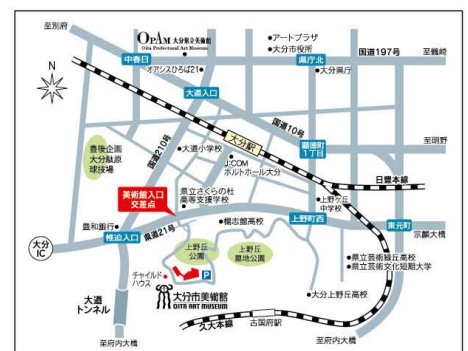 至別府
OPAM 大分県立美術館
Oita Prefectural Art Museum
アートプラザ
大分市役所
国道197号
至鶴崎
中春日
オアシスひろば21
県庁北
大分県庁
N
大道入口
国道10号
大分駅
顕徳町
1丁目
至明野
国道210号
大道小学校
豊後企画
大分駄原
球技場
J:COM
ホルトホール大分
日豊本線
美術館入口
交差点
県立さくらの杜
高等支援学校
上野ヶ丘
中学校
豊和銀行
楊志館高校
上野町西
東元町
大分
IC
椎迫入口
県道21号
宗麟大橋
上野丘
公園
上野丘
墓地公園
県立芸術緑丘高校
県立芸術文化短期大学
チャイルド
ハウス
P
大分市美術館
OITA ART MUSEUM
大分上野丘高校
大道
トンネル
久大本線
古国府駅
至府内大橋
至府内大橋